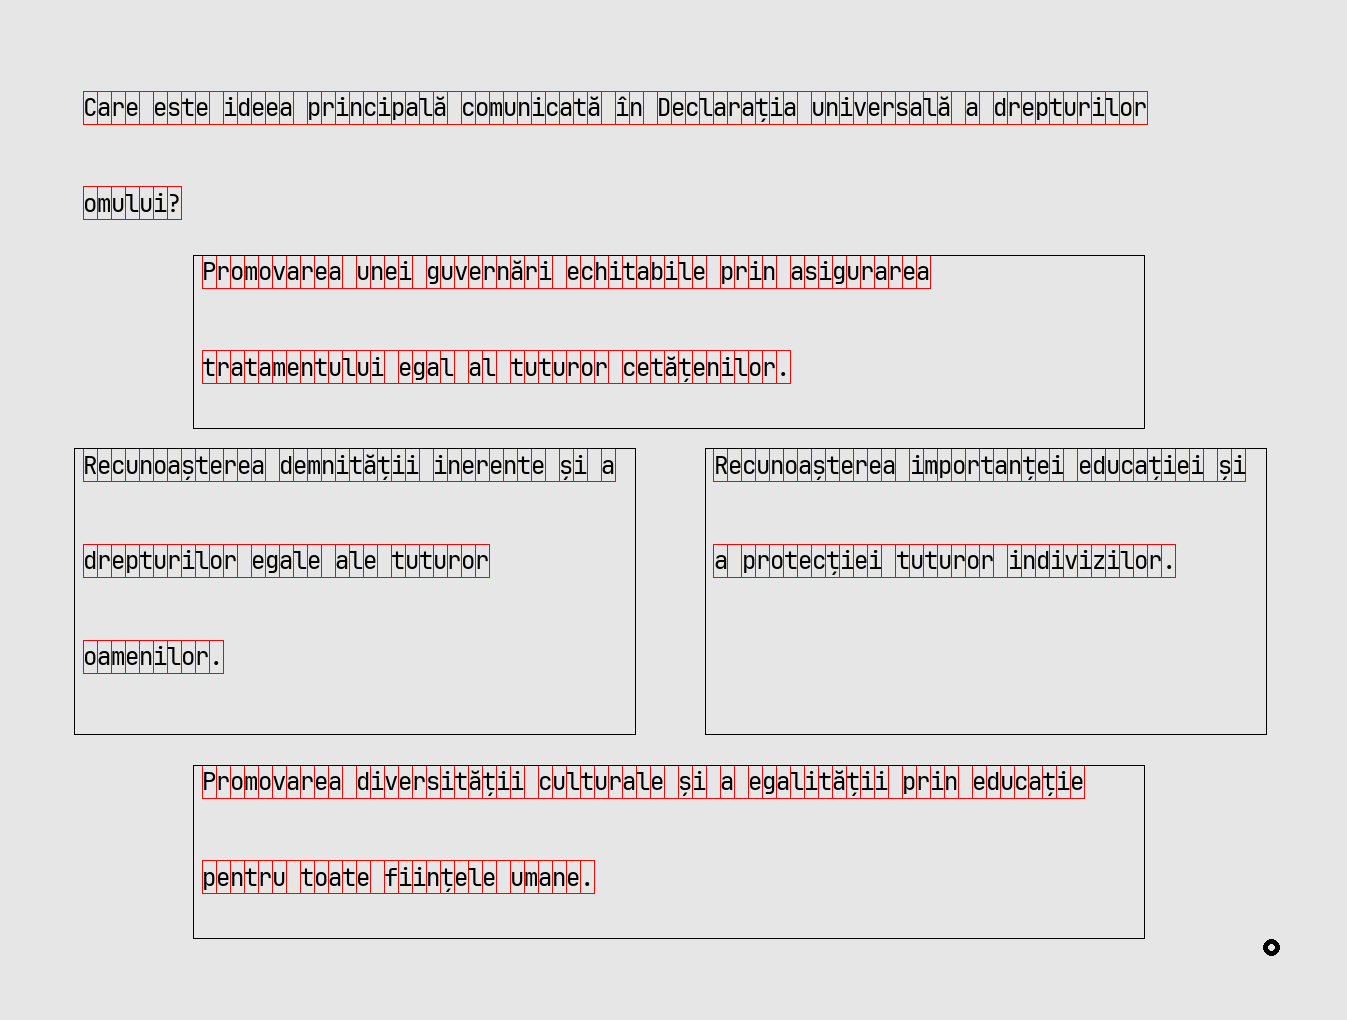 Care este ideea principală comunicată în Declarația universală a drepturilor
omului?
Promovarea unei guvernări echitabile prin asigurarea
tratamentului egal al tuturor cetățenilor.
Recunoașterea demnității inerente și a
drepturilor egale ale tuturor
oamenilor.
Recunoașterea importanței educației și
a protecției tuturor indivizilor.
Promovarea diversității culturale și a egalității prin educație
pentru toate ființele umane.